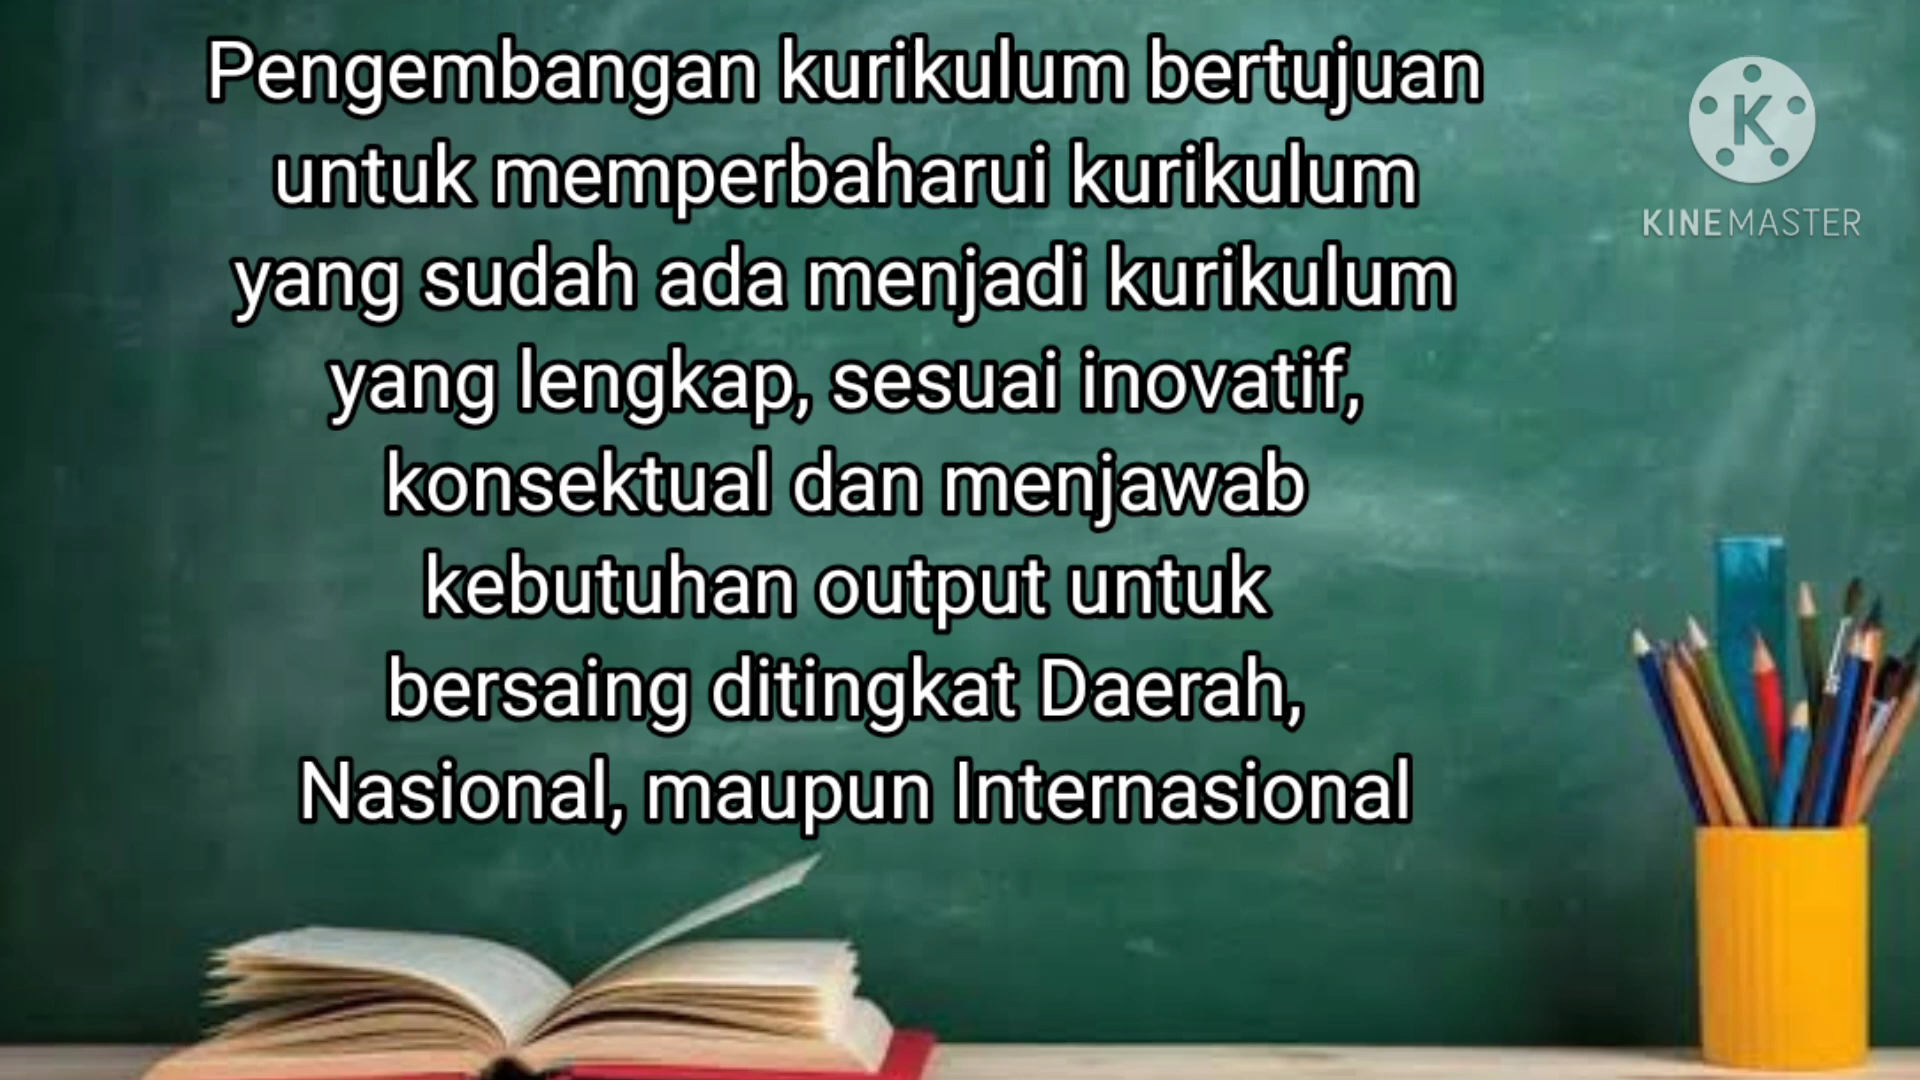 Pengembangan kurikulum bertujuan
untuk memperbaharui kurikulum
yang sudah ada menjadi kurikulum
yang lengkap, sesuai inovatif,
konsektual dan menjawab
kebutuhan output untuk
bersaing ditingkat Daerah,
Nasional, maupun Internasional
K
KINEMASTER